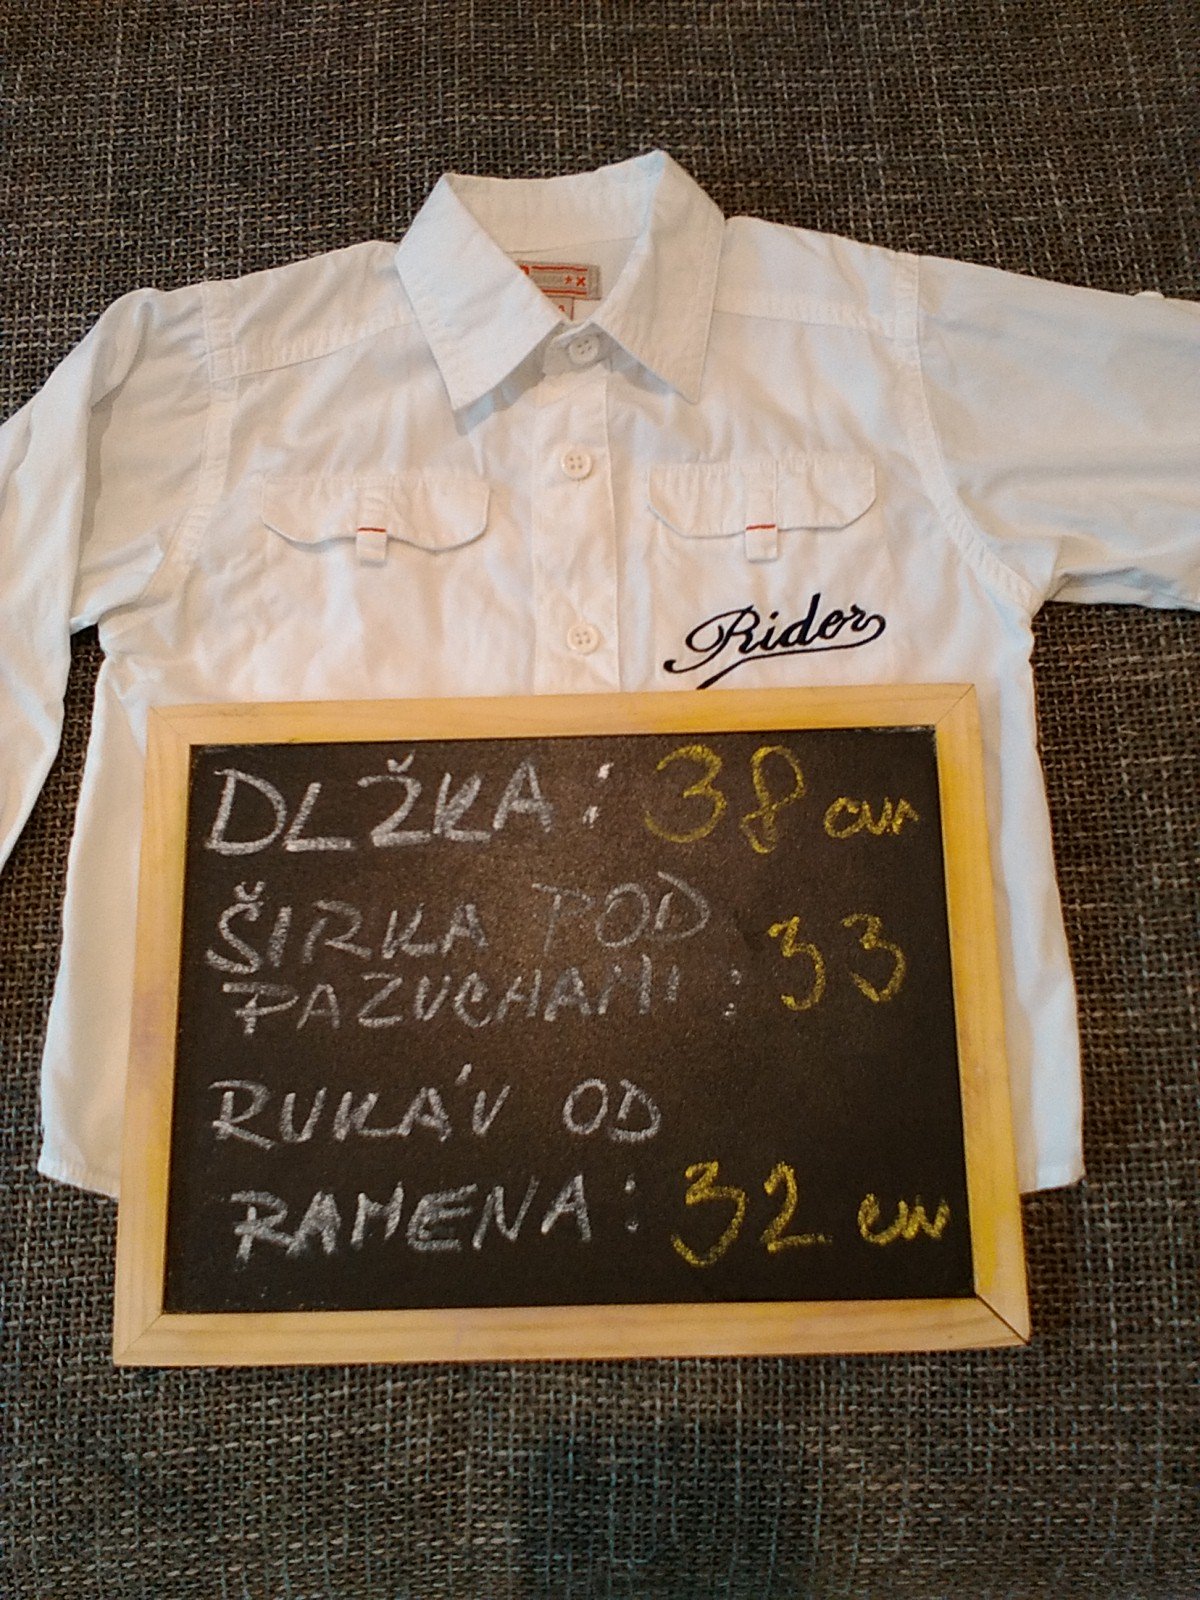 Rider
DLŽKA: 38 cm
ŠIRKA POD
PAZUCHAMI: 33
RUKÁV OD
RAMENA: 32 cm